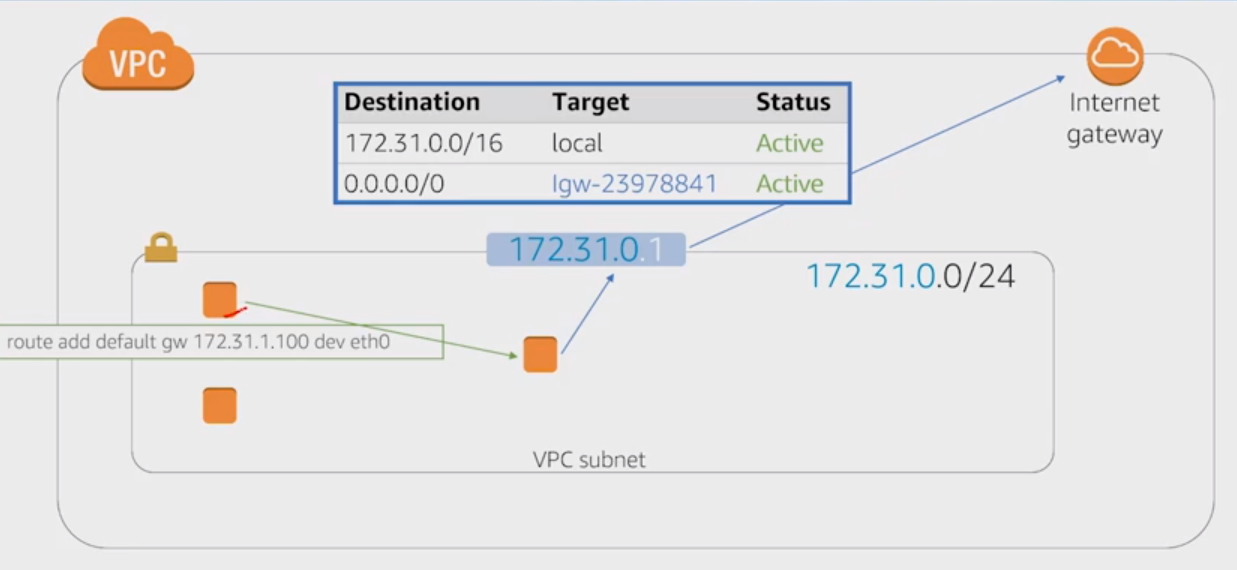 VPC
Internet
gateway
Destination Target Status
172.31.0.0/16 local Active
0.0.0.0/0 Igw-23978841 Active
172.31.0.1
172.31.0.0/24
route add default gw 172.31.1.100 dev eth0
VPC subnet